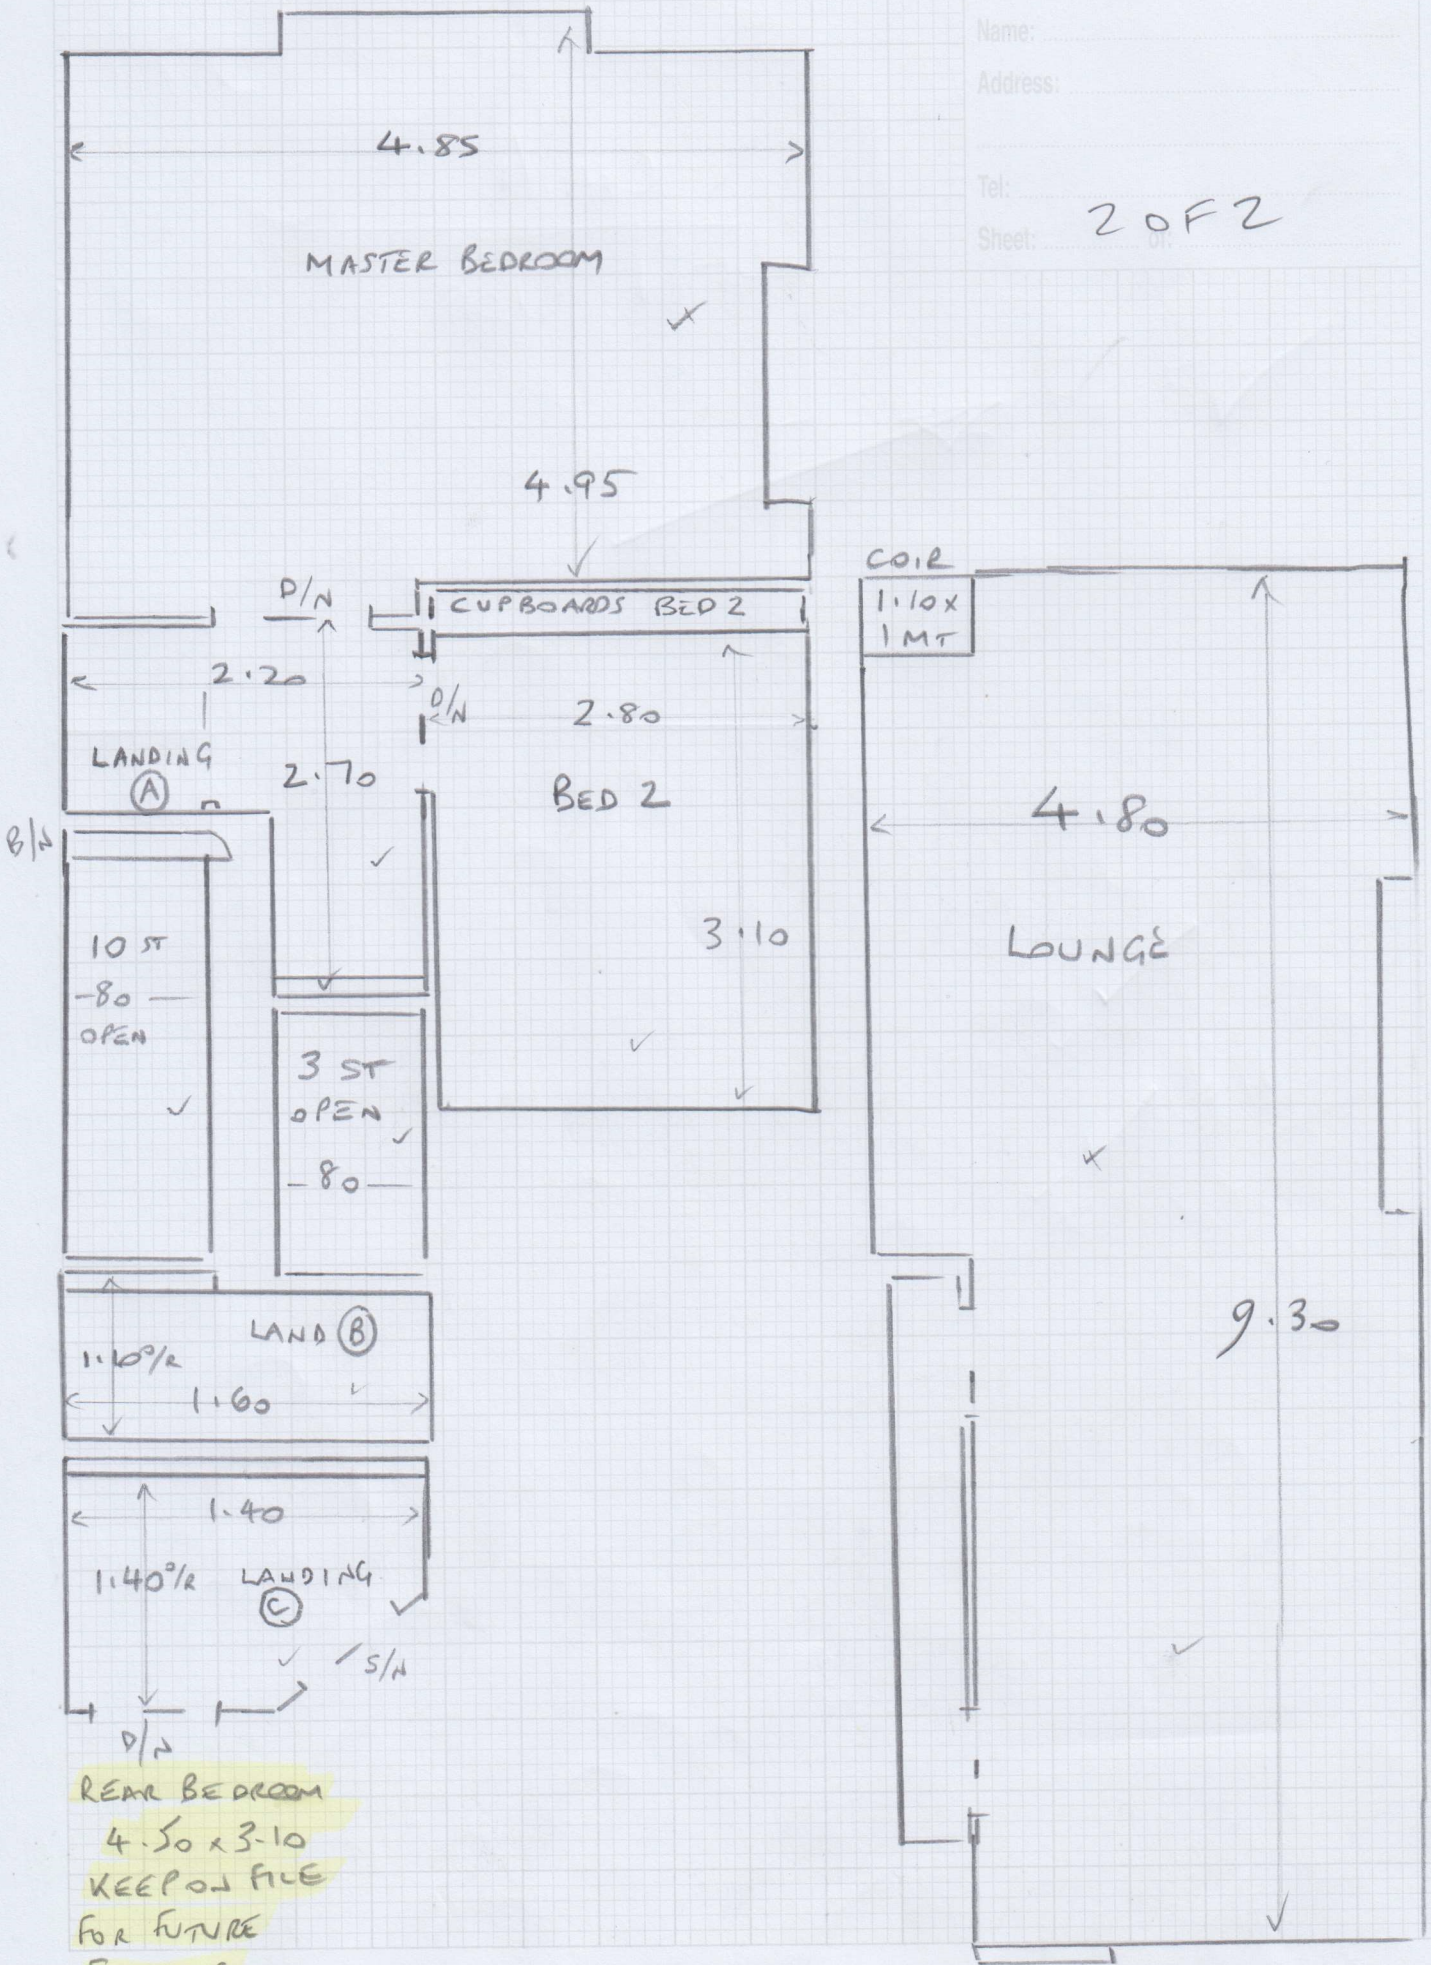 Name:
Address:
Tel:
Sheet: 2 OF 2 of:
4.85
MASTER BEDROOM
4.95
D/N
CUPBOARDS BED 2
COIR
1.10 x
1 MT
2.20
D/N
2.80
LANDING
A
2.70
BED 2
4.80
B/N
10 ST
80
OPEN
3.10
LOUNGE
3 ST
OPEN
80
LAND B
1.10 O/R
1.60
9.30
1.40
1.40 O/R LANDING
C
S/N
D/N
REAR BEDROOM
4.50 x 3.10
KEEP ON FILE
FOR FUTURE